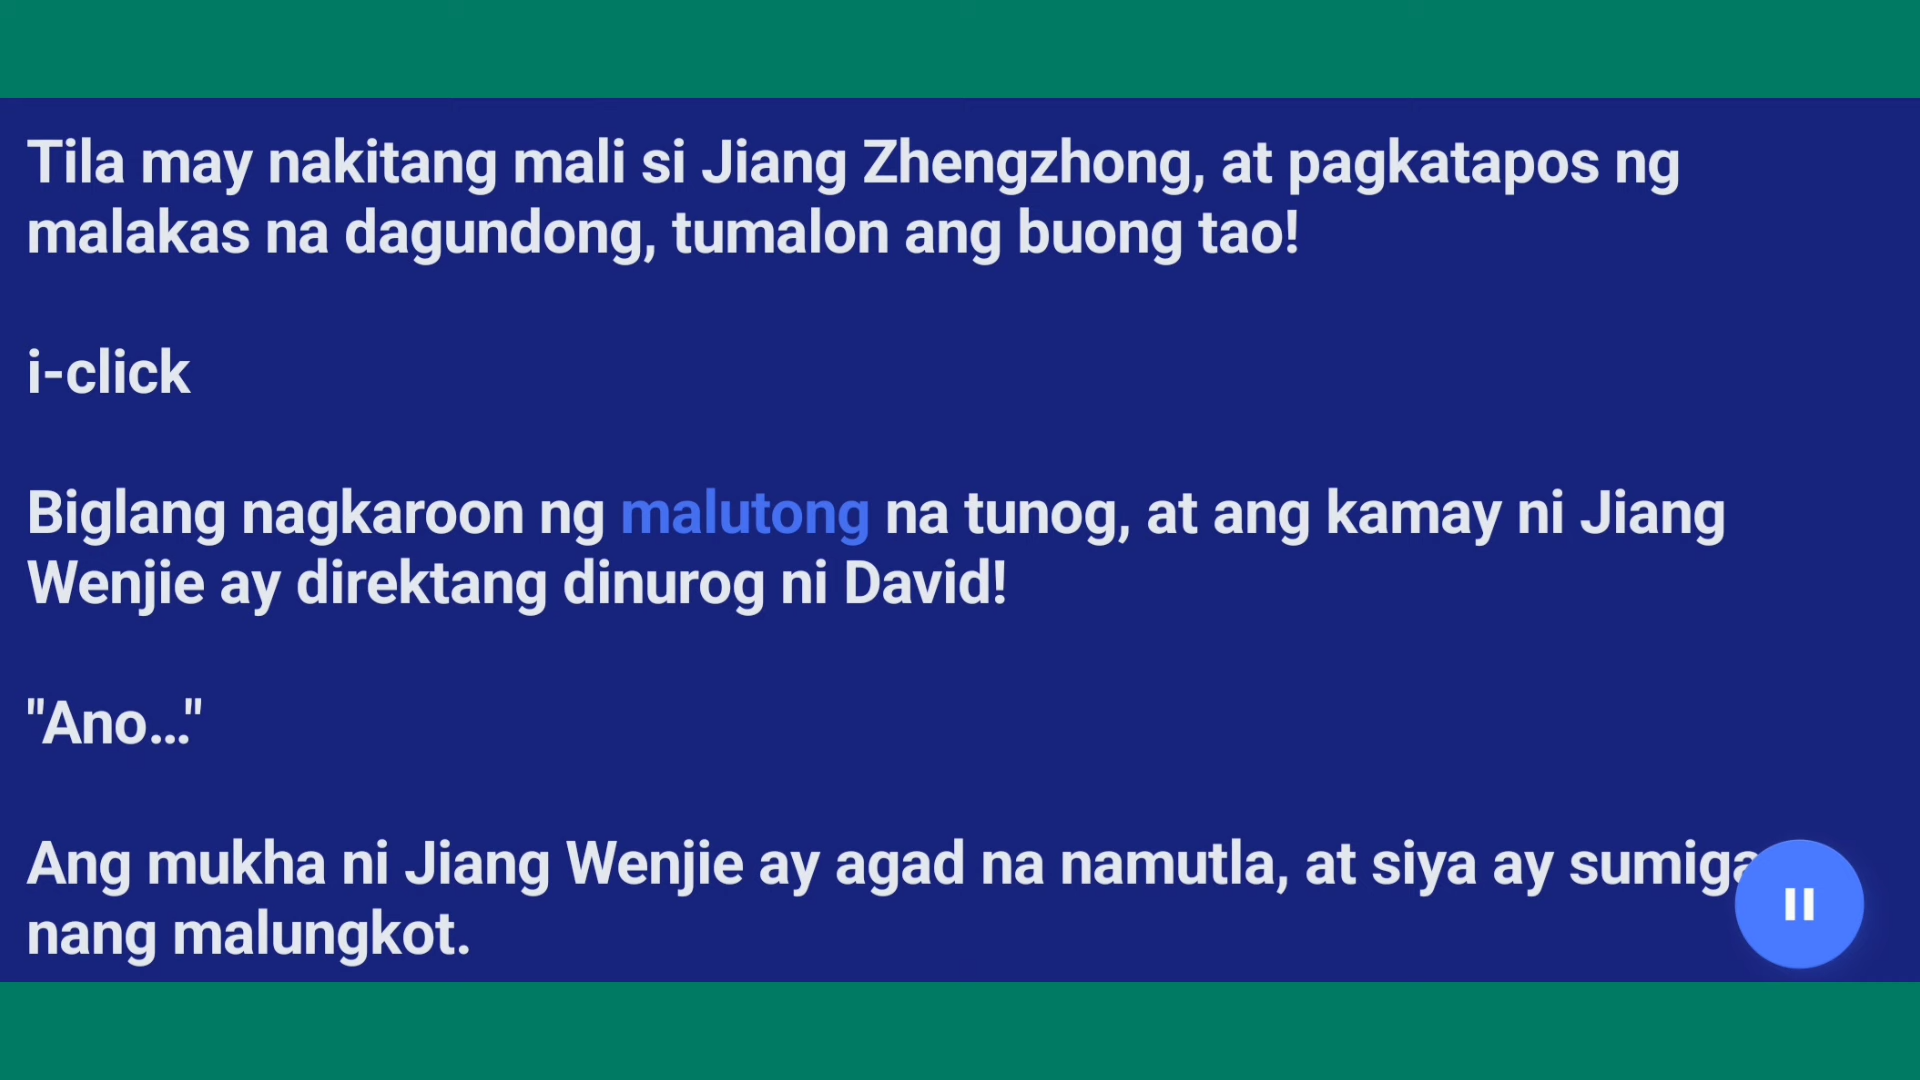 Tila may nakitang mali si Jiang Zhengzhong, at pagkatapos ng
malakas na dagundong, tumalon ang buong tao!
i-click
Biglang nagkaroon ng malutong na tunog, at ang kamay ni Jiang
Wenjie ay direktang dinurog ni David!
"Ano..."
Ang mukha ni Jiang Wenjie ay agad na namutla, at siya ay
nang malungkot.